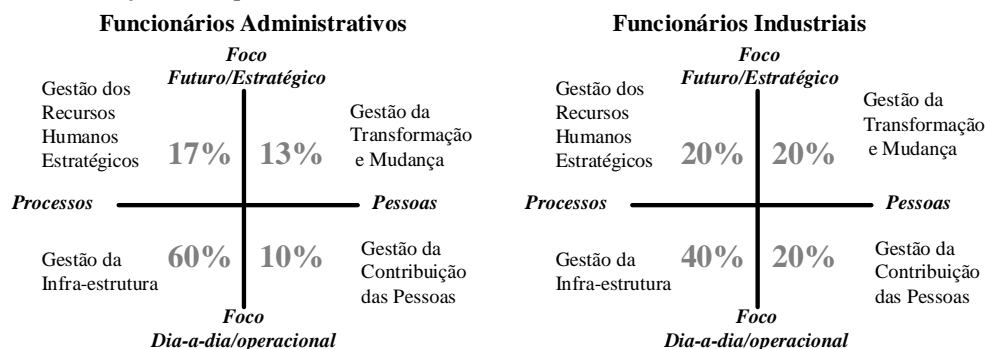 Funcionários Administrativos
Foco
Futuro/Estratégico
Gestão dos
Recursos
Humanos
Estratégicos
17%
13%
Gestão da
Transformação
e Mudança
Processos
Pessoas
Gestão da
Infra-estrutura
60%
10%
Gestão da
Contribuição
das Pessoas
Foco
Dia-a-dia/operacional
Funcionários Industriais
Foco
Futuro/Estratégico
Gestão dos
Recursos
Humanos
Estratégicos
20%
20%
Gestão da
Transformação
e Mudança
Processos
Pessoas
Gestão da
Infra-estrutura
40%
20%
Gestão da
Contribuição
das Pessoas
Foco
Dia-a-dia/operacional